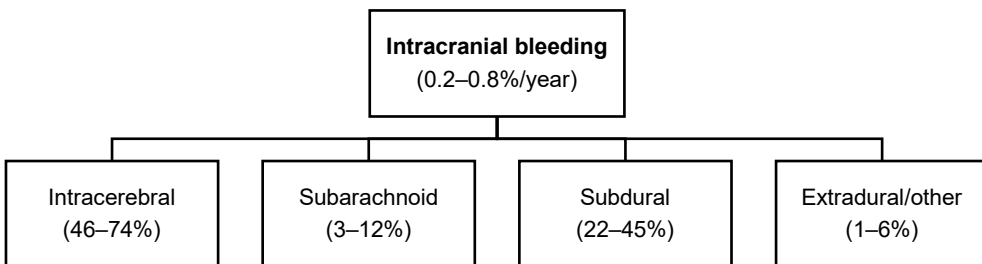 Intracranial bleeding
(0.2–0.8%/year)
Intracerebral
(46–74%)
Subarachnoid
(3–12%)
Subdural
(22–45%)
Extradural/other
(1–6%)